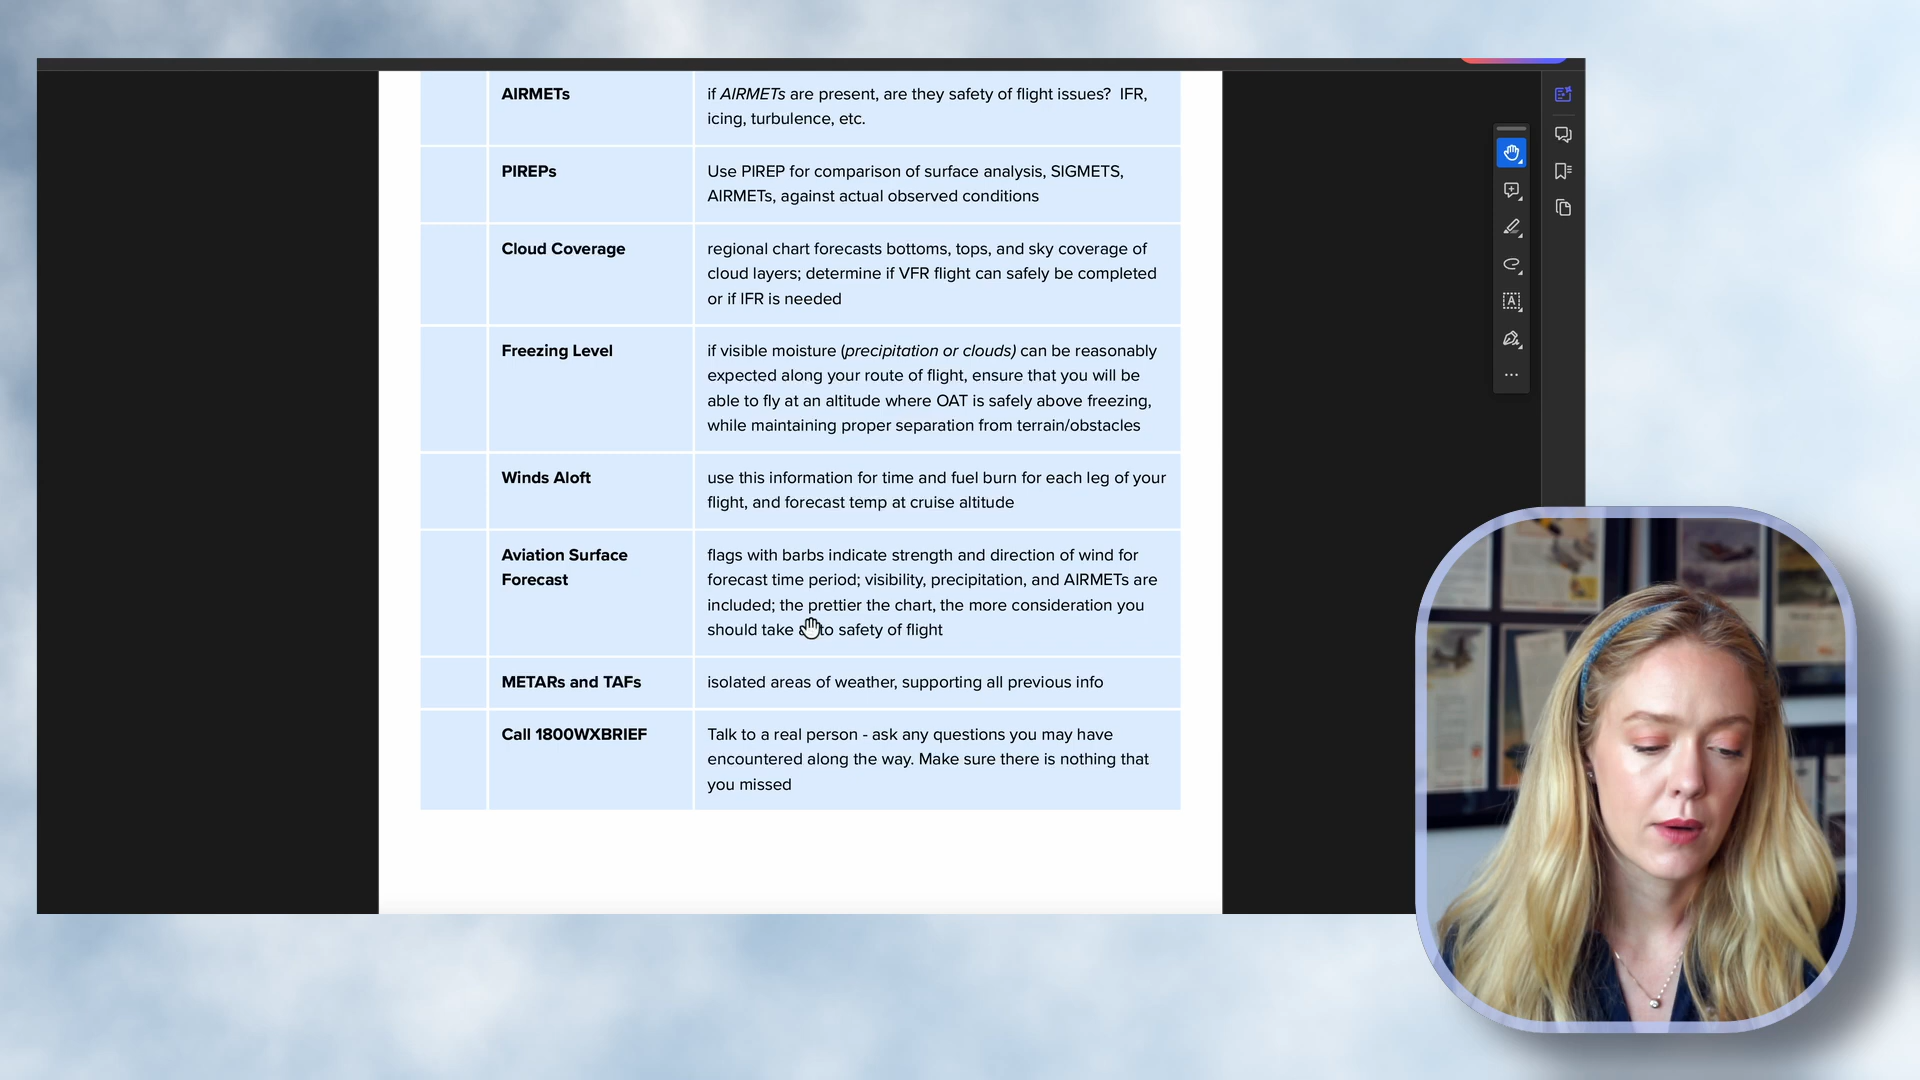 AIRMETs
if AIRMETs are present, are they safety of flight issues?  IFR,
icing, turbulence, etc.
PIREPs
Use PIREP for comparison of surface analysis, SIGMETS,
AIRMETs, against actual observed conditions
Cloud Coverage
regional chart forecasts bottoms, tops, and sky coverage of
cloud layers; determine if VFR flight can safely be completed
or if IFR is needed
Freezing Level
if visible moisture (precipitation or clouds) can be reasonably
expected along your route of flight, ensure that you will be
able to fly at an altitude where OAT is safely above freezing,
while maintaining proper separation from terrain/obstacles
Winds Aloft
use this information for time and fuel burn for each leg of your
flight, and forecast temp at cruise altitude
Aviation Surface
Forecast
flags with barbs indicate strength and direction of wind for
forecast time period; visibility, precipitation, and AIRMETs are
included; the prettier the chart, the more consideration you
should take to safety of flight
METARs and TAFs
isolated areas of weather, supporting all previous info
Call 1800WXBRIEF
Talk to a real person - ask any questions you may have
encountered along the way. Make sure there is nothing that
you missed